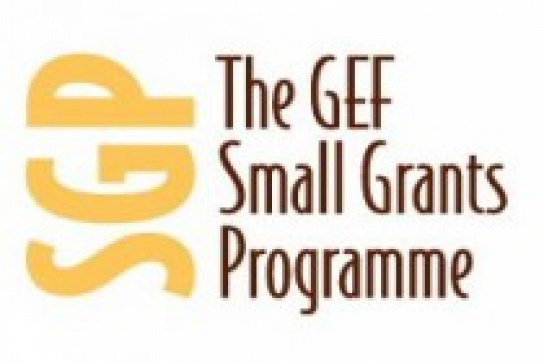 SGP
The GEF
Small Grants
Programme